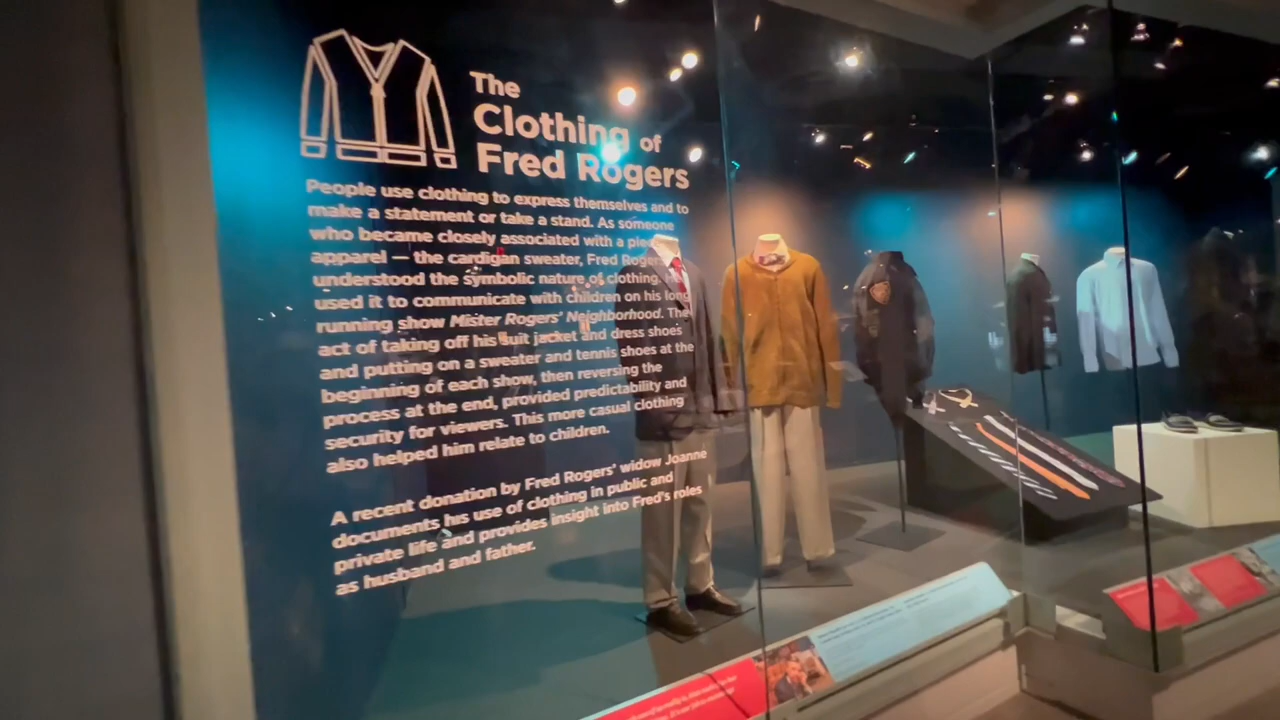 The
Clothing of
Fred Rogers
People use clothing to express themselves and to
make a statement or take a stand. As someone
who became closely associated with a piece
apparel — the cardigan sweater, Fred Rogers
understood the symbolic nature of clothing. He
used it to communicate with children on his long
running show Mister Rogers' Neighborhood. The
act of taking off his suit jacket and dress shoes
and putting on a sweater and tennis shoes at the
beginning of each show, then reversing the
process at the end, provided predictability and
security for viewers. This more casual clothing
also helped him relate to children.
A recent donation by Fred Rogers' widow Joanne
documents his use of clothing in public and
private life and provides insight into Fred's roles
as husband and father.